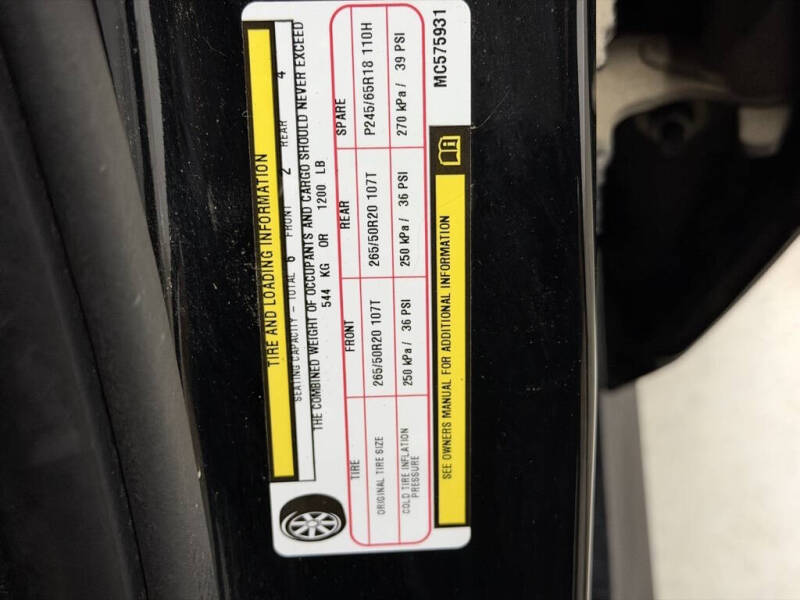 TIRE AND LOADING INFORMATION
SEATING CAPACITY – TOTAL 6 FRONT 2 REAR 4
THE COMBINED WEIGHT OF OCCUPANTS AND CARGO SHOULD NEVER EXCEED
544 KG OR 1200 LB
TIRE FRONT REAR SPARE
ORIGINAL TIRE SIZE 265/50R20 107T 265/50R20 107T P245/65R18 110H
COLD TIRE INFLATION
PRESSURE 250 kPa / 36 PSI 250 kPa / 36 PSI 270 kPa / 39 PSI
SEE OWNERS MANUAL FOR ADDITIONAL INFORMATION
MC575931